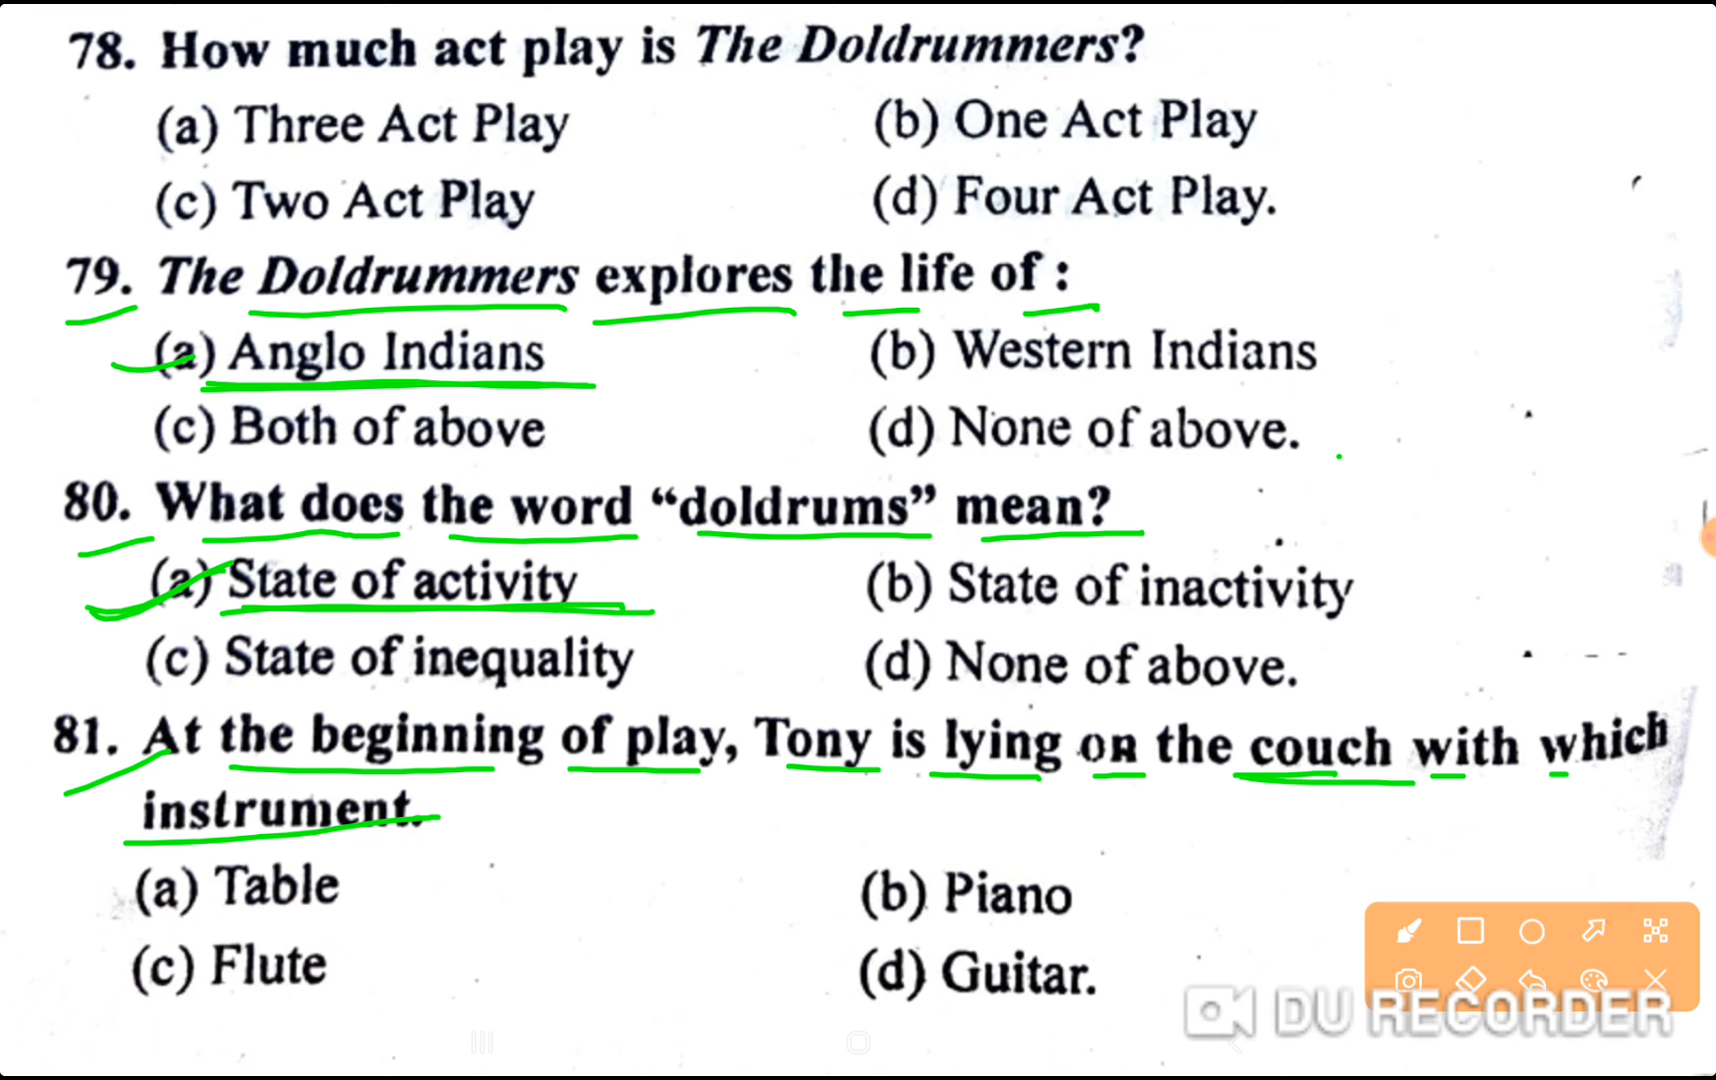 78. How much act play is The Doldrummers?
(a) Three Act Play (b) One Act Play
(c) Two Act Play (d) Four Act Play.
79. The Doldrummers explores the life of :
(a) Anglo Indians (b) Western Indians
(c) Both of above (d) None of above.
80. What does the word “doldrums” mean?
(a) State of activity (b) State of inactivity
(c) State of inequality (d) None of above.
81. At the beginning of play, Tony is lying on the couch with which
instrument.
(a) Table (b) Piano
(c) Flute (d) Guitar.
DU RECORDER